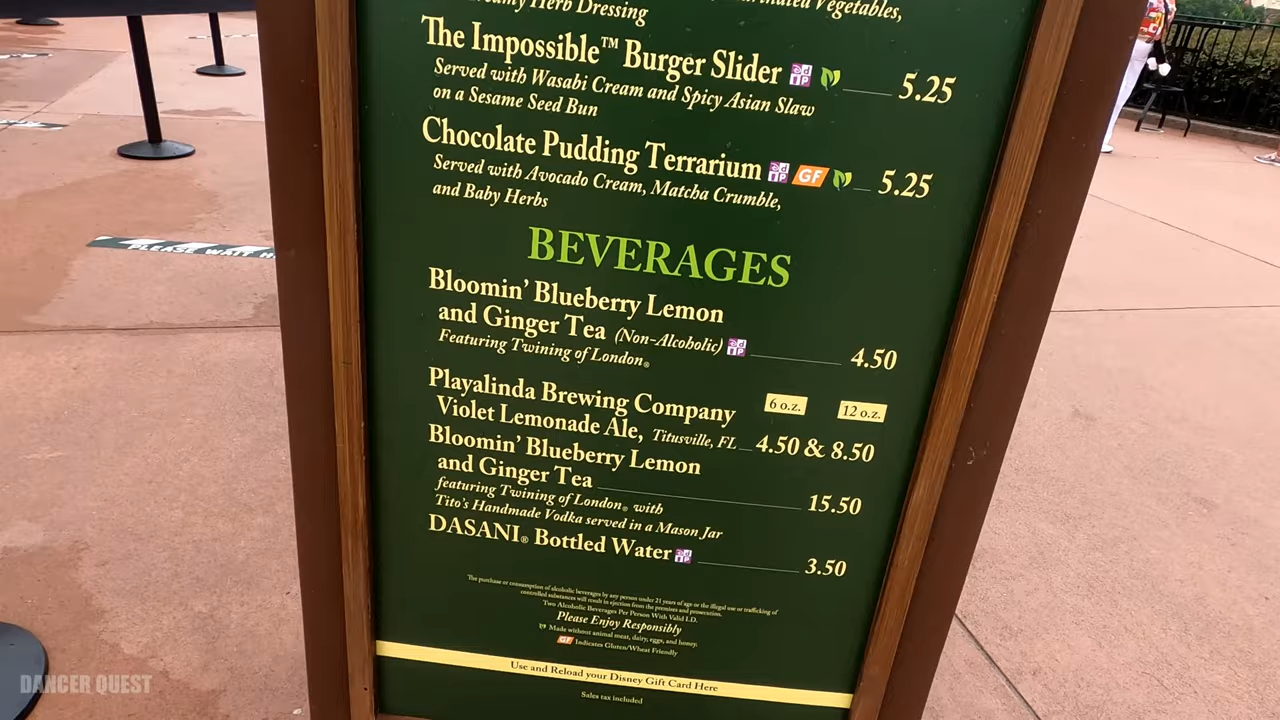 Creamy Herb Dressing
Vegetables,
The Impossible™ Burger Slider 5.25
Served with Wasabi Cream and Spicy Asian Slaw
on a Sesame Seed Bun
Chocolate Pudding Terrarium GF 5.25
Served with Avocado Cream, Matcha Crumble,
and Baby Herbs
BEVERAGES
Bloomin' Blueberry Lemon
and Ginger Tea (Non-Alcoholic) 4.50
Featuring Twining of London®
Playalinda Brewing Company 6 oz. 12 oz.
Violet Lemonade Ale, Titusville, FL 4.50 & 8.50
Bloomin' Blueberry Lemon
and Ginger Tea 15.50
featuring Twining of London® with
Tito's Handmade Vodka served in a Mason Jar
DASANI® Bottled Water 3.50
The purchase or consumption of alcoholic beverages by any person under 21 years of age or the illegal use or trafficking of
controlled substances will result in ejection from the premises and prosecution.
Two Alcoholic Beverages Per Person With Valid I.D.
Please Enjoy Responsibly
Made without animal meat, dairy, eggs, and honey.
GF Indicates Gluten/Wheat Friendly
Use and Reload your Disney Gift Card Here
Sales tax included
PLEASE WAIT
DANCER QUEST